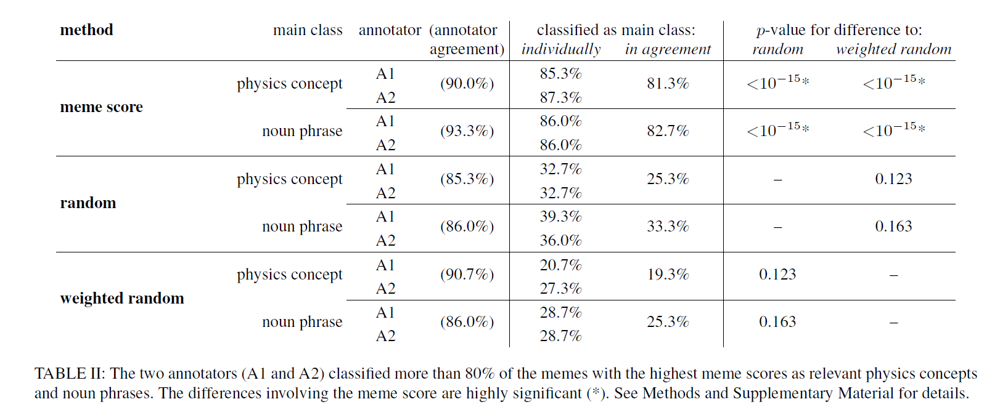 method main class annotator (annotator classified as main class: p-value for difference to:
agreement) individually in agreement random weighted random
A1 85.3%
physics concept (90.0%) 81.3% <10⁻¹⁵* <10⁻¹⁵*
A2 87.3%
meme score
A1 86.0%
noun phrase (93.3%) 82.7% <10⁻¹⁵* <10⁻¹⁵*
A2 86.0%
A1 32.7%
physics concept (85.3%) 25.3% – 0.123
A2 32.7%
random
A1 39.3%
noun phrase (86.0%) 33.3% – 0.163
A2 36.0%
A1 20.7%
physics concept (90.7%) 19.3% 0.123 –
A2 27.3%
weighted random
A1 28.7%
noun phrase (86.0%) 25.3% 0.163 –
A2 28.7%
TABLE II: The two annotators (A1 and A2) classified more than 80% of the memes with the highest meme scores as relevant physics concepts
and noun phrases. The differences involving the meme score are highly significant (*). See Methods and Supplementary Material for details.